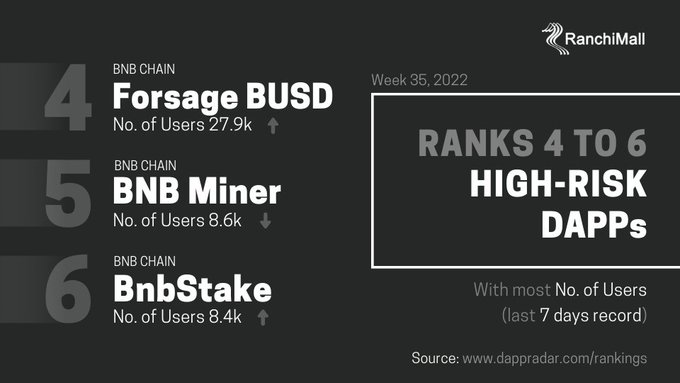 RanchiMall
Week 35, 2022
RANKS 4 TO 6
HIGH-RISK
DAPPs
4
BNB CHAIN
Forsage BUSD
No. of Users 27.9k
5
BNB CHAIN
BNB Miner
No. of Users 8.6k
6
BNB CHAIN
BnbStake
No. of Users 8.4k
With most No. of Users
(last 7 days record)
Source: www.dappradar.com/rankings